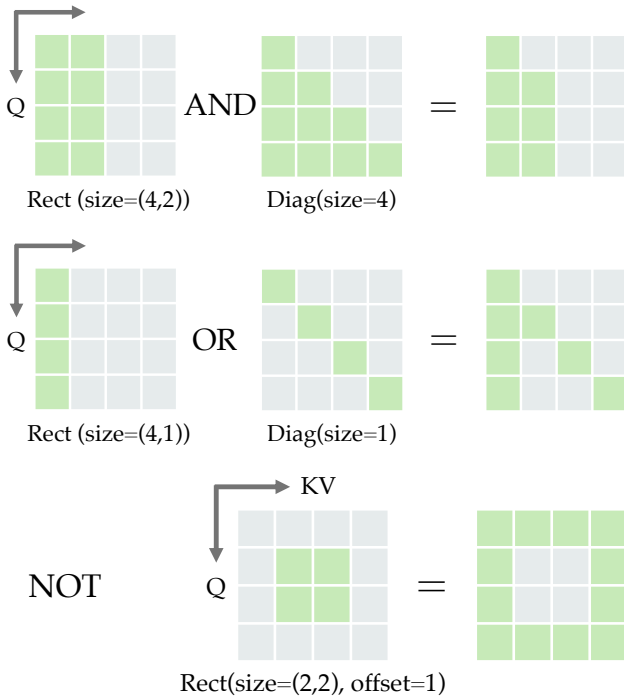 Q
AND
=
Rect (size=(4,2))
Diag(size=4)
Q
OR
=
Rect (size=(4,1))
Diag(size=1)
KV
NOT
Q
=
Rect(size=(2,2), offset=1)